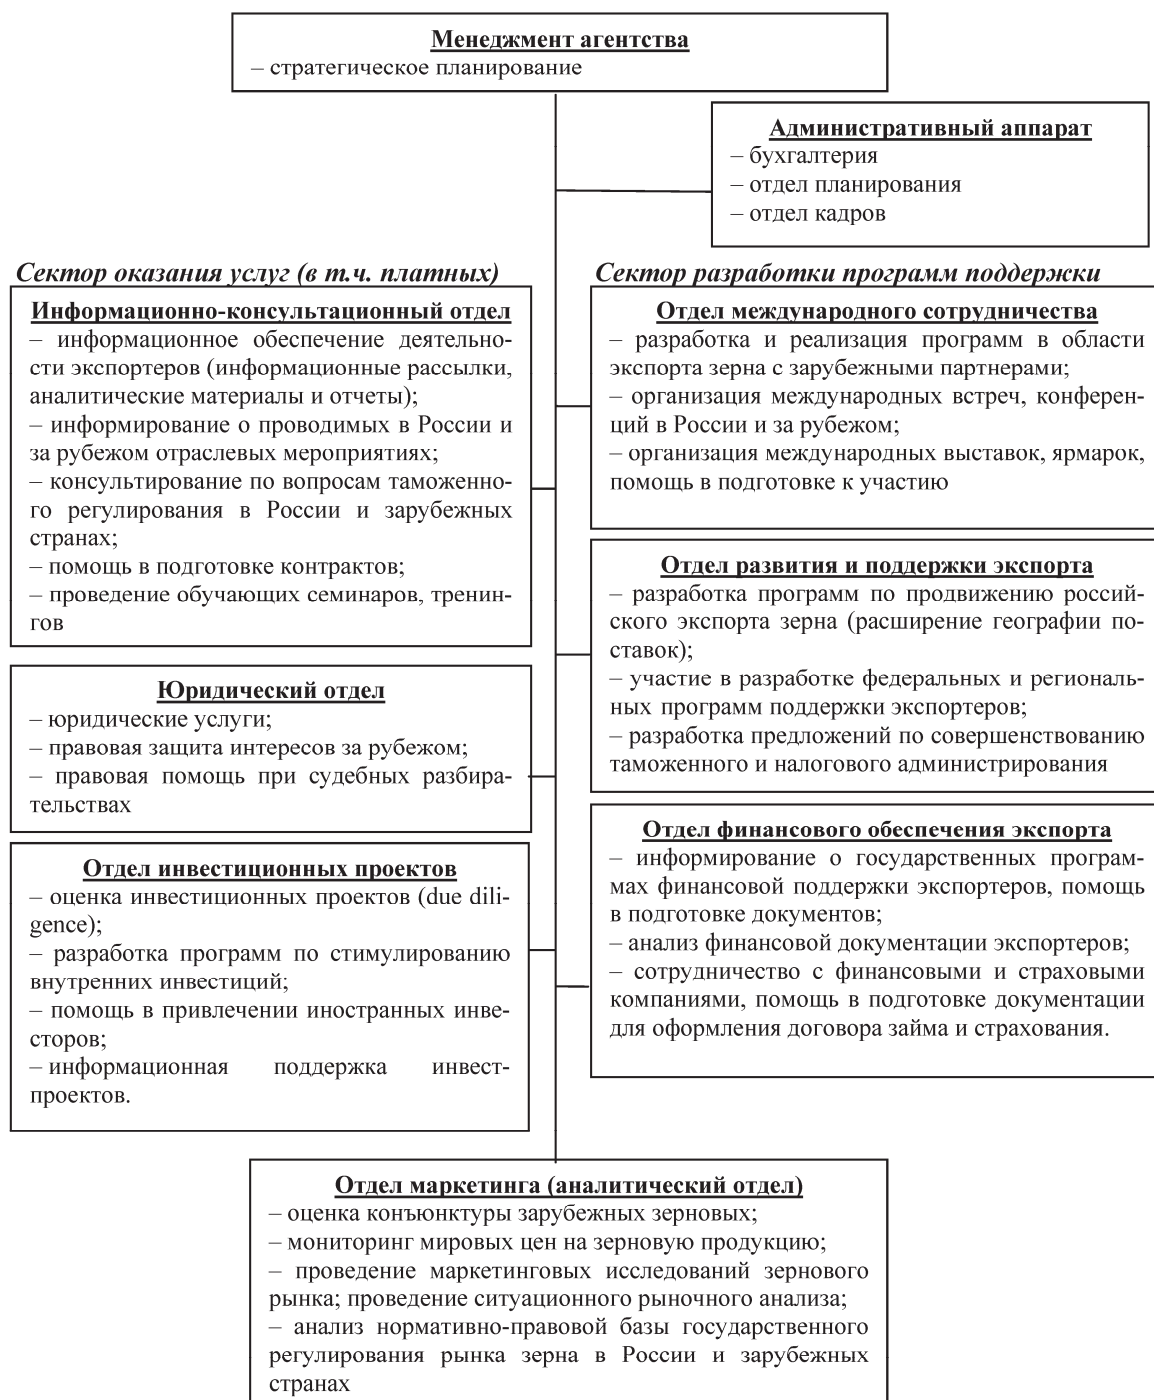 Менеджмент агентства
– стратегическое планирование
Административный аппарат
– бухгалтерия
– отдел планирования
– отдел кадров
Сектор оказания услуг (в т.ч. платных)
Информационно-консультационный отдел
– информационное обеспечение деятельно-
сти экспортеров (информационные рассылки,
аналитические материалы и отчеты);
– информирование о проводимых в России и
за рубежом отраслевых мероприятиях;
– консультирование по вопросам таможенно-
го регулирования в России и зарубежных
странах;
– помощь в подготовке контрактов;
– проведение обучающих семинаров, тренин-
гов
Юридический отдел
– юридические услуги;
– правовая защита интересов за рубежом;
– правовая помощь при судебных разбира-
тельствах
Отдел инвестиционных проектов
– оценка инвестиционных проектов (due dili-
gence);
– разработка программ по стимулированию
внутренних инвестиций;
– помощь в привлечении иностранных инве-
сторов;
– информационная поддержка инвест-
проектов.
Сектор разработки программ поддержки
Отдел международного сотрудничества
– разработка и реализация программ в области
экспорта зерна с зарубежными партнерами;
– организация международных встреч, конферен-
ций в России и за рубежом;
– организация международных выставок, ярмарок,
помощь в подготовке к участию
Отдел развития и поддержки экспорта
– разработка программ по продвижению россий-
ского экспорта зерна (расширение географии по-
ставок);
– участие в разработке федеральных и региональ-
ных программ поддержки экспортеров;
– разработка предложений по совершенствованию
таможенного и налогового администрирования
Отдел финансового обеспечения экспорта
– информирование о государственных програм-
мах финансовой поддержки экспортеров, помощь
в подготовке документов;
– анализ финансовой документации экспортеров;
– сотрудничество с финансовыми и страховыми
компаниями, помощь в подготовке документации
для оформления договора займа и страхования.
Отдел маркетинга (аналитический отдел)
– оценка конъюнктуры зарубежных зерновых;
– мониторинг мировых цен на зерновую продукцию;
– проведение маркетинговых исследований зернового
рынка; проведение ситуационного рыночного анализа;
– анализ нормативно-правовой базы государственного
регулирования рынка зерна в России и зарубежных
странах